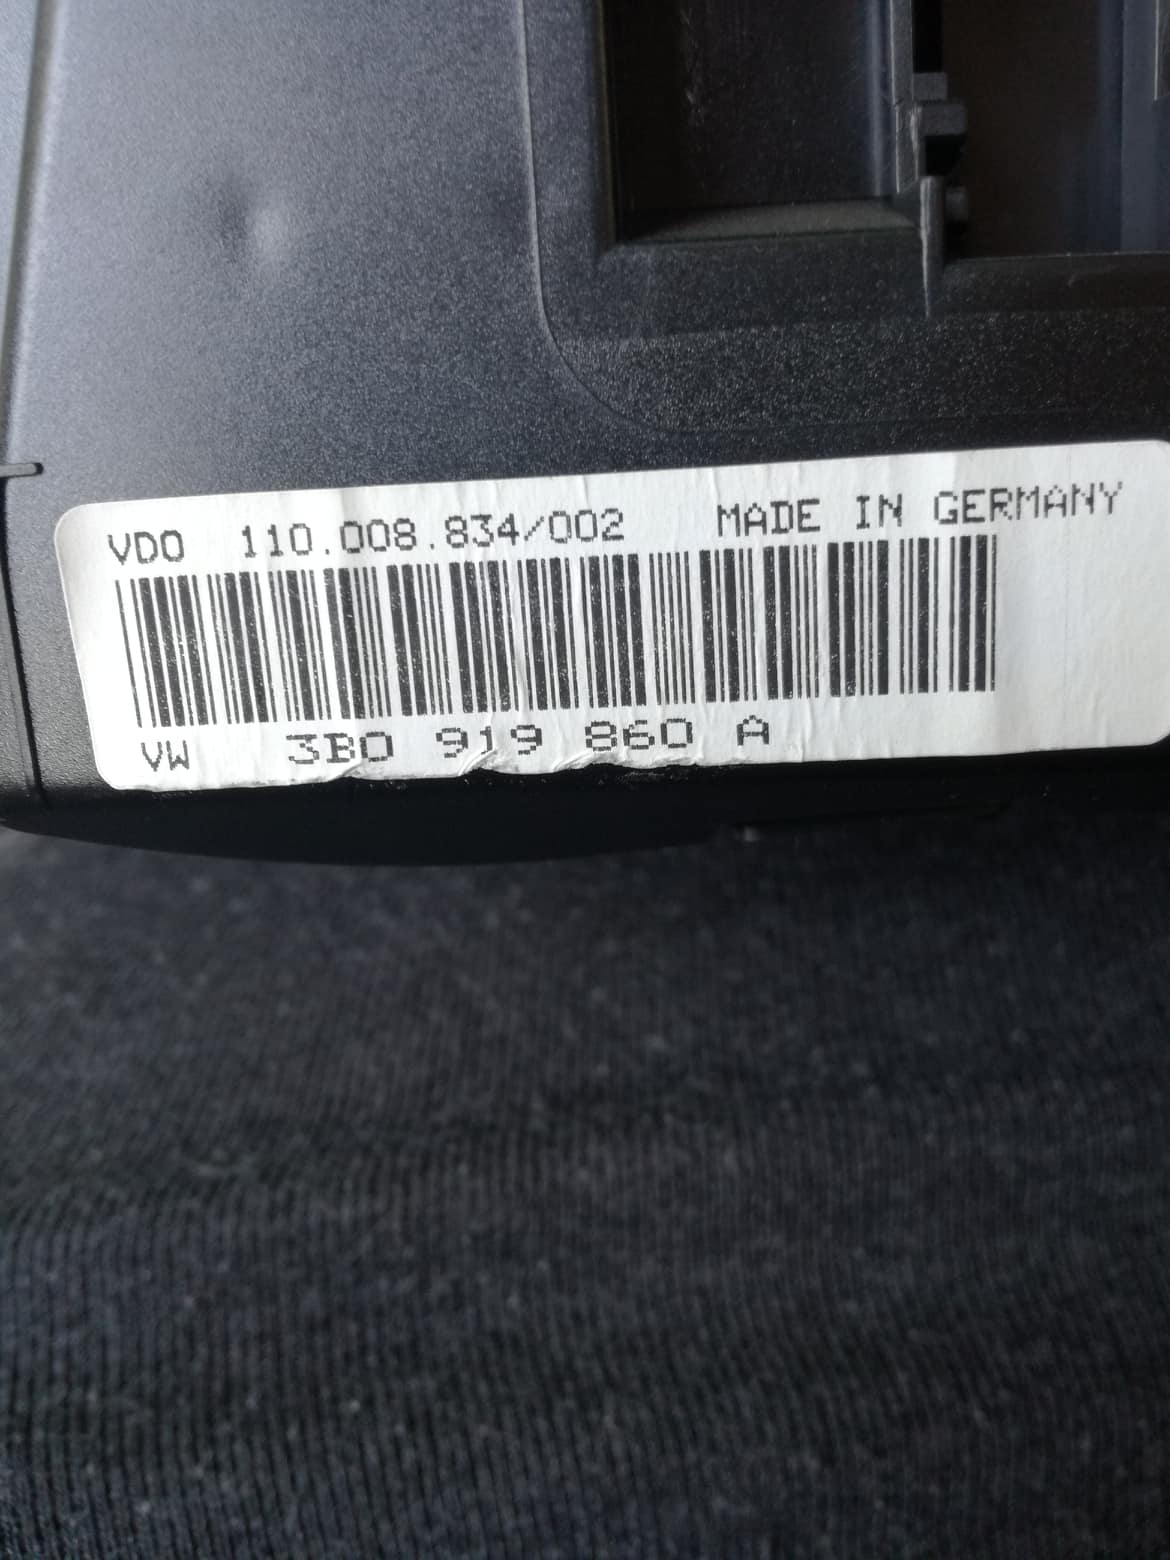 VDO 110.008.834/002 MADE IN GERMANY
VW 3B0 919 860 A